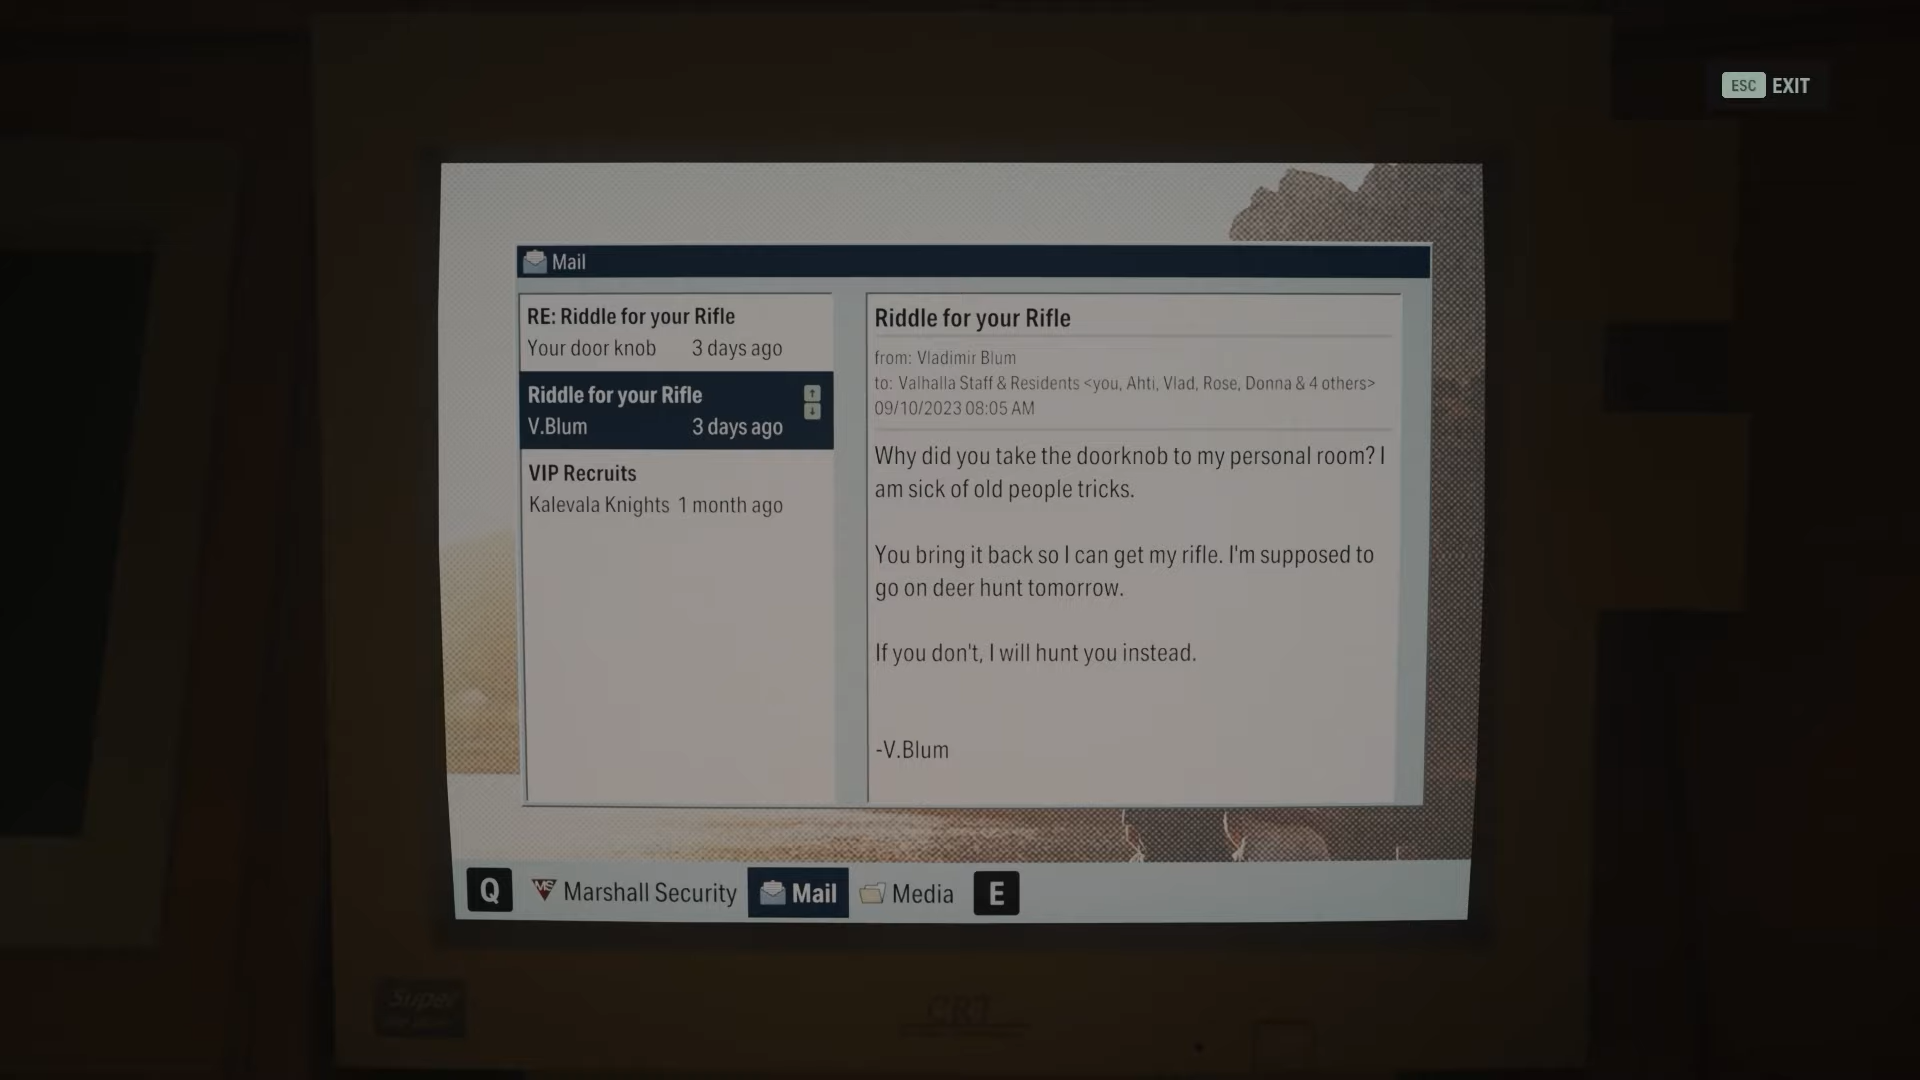 ESC EXIT
Mail
RE: Riddle for your Rifle
Your door knob 3 days ago
Riddle for your Rifle
V.Blum 3 days ago
VIP Recruits
Kalevala Knights 1 month ago
Riddle for your Rifle
from: Vladimir Blum
to: Valhalla Staff & Residents <you, Ahti, Vlad, Rose, Donna & 4 others>
09/10/2023 08:05 AM
Why did you take the doorknob to my personal room? I
am sick of old people tricks.
You bring it back so I can get my rifle. I'm supposed to
go on deer hunt tomorrow.
If you don't, I will hunt you instead.
-V.Blum
Q MS Marshall Security Mail Media E
Super
CRT